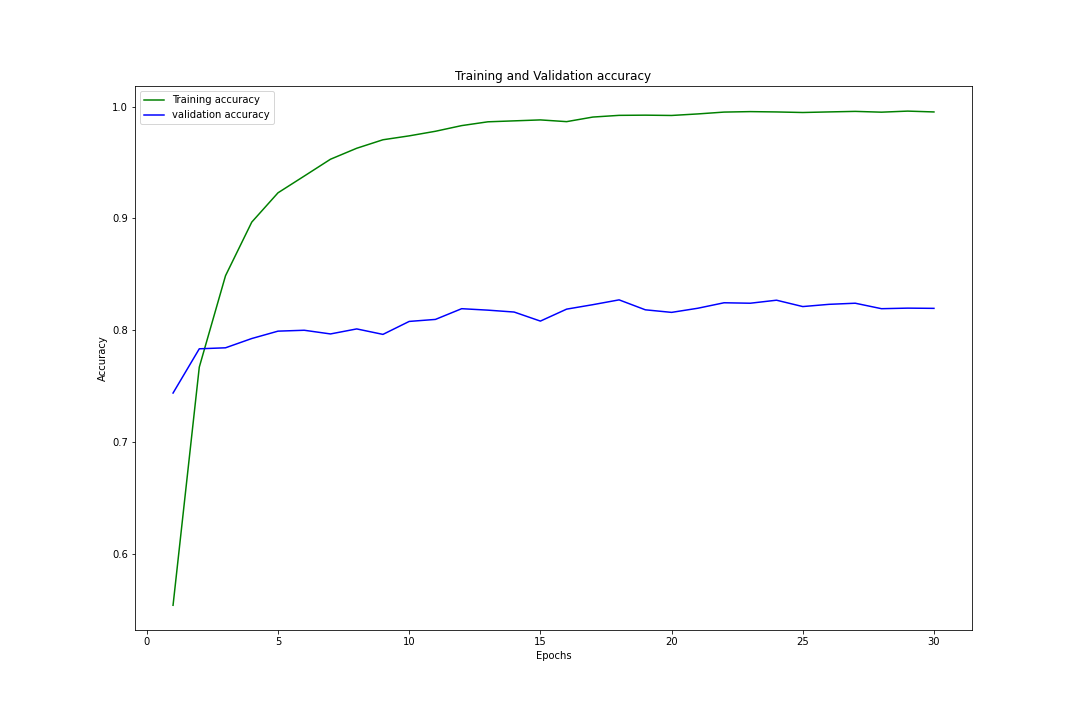 Training and Validation accuracy
Training accuracy
validation accuracy
1.0
0.9
0.8
0.7
0.6
Accuracy
0 5 10 15 20 25 30
Epochs